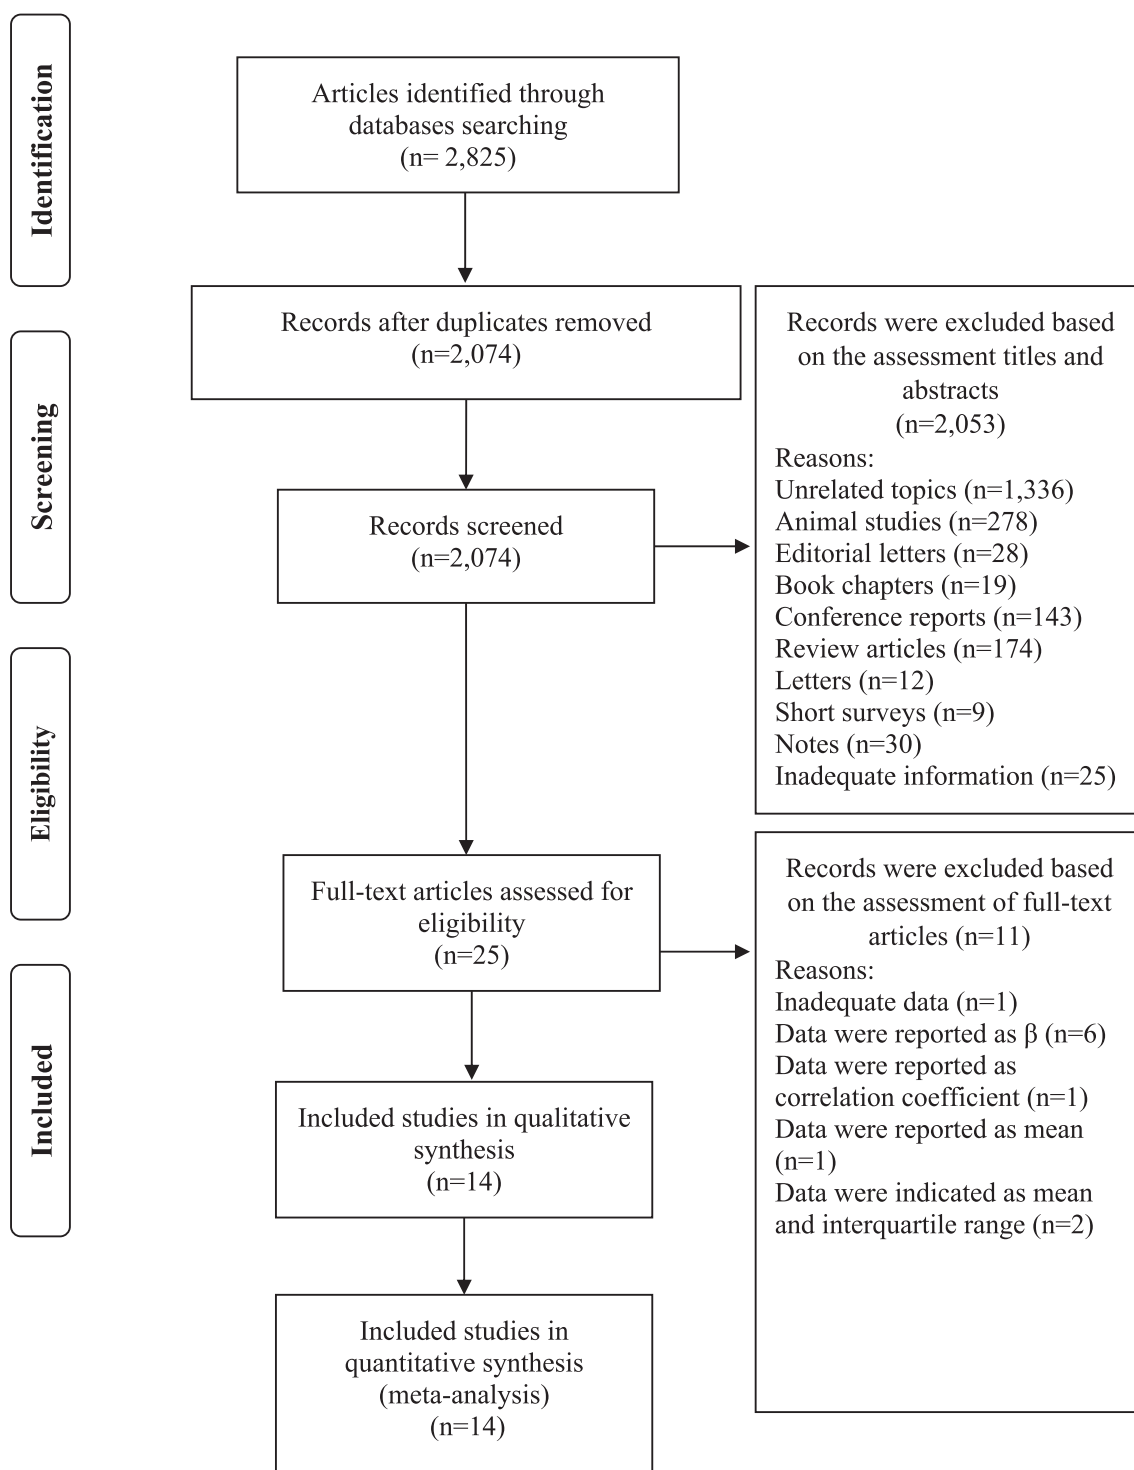 Identification
Articles identified through
databases searching
(n= 2,825)
Records after duplicates removed
(n=2,074)
Screening
Records screened
(n=2,074)
Records were excluded based
on the assessment titles and
abstracts
(n=2,053)
Reasons:
Unrelated topics (n=1,336)
Animal studies (n=278)
Editorial letters (n=28)
Book chapters (n=19)
Conference reports (n=143)
Review articles (n=174)
Letters (n=12)
Short surveys (n=9)
Notes (n=30)
Inadequate information (n=25)
Eligibility
Full-text articles assessed for
eligibility
(n=25)
Records were excluded based
on the assessment of full-text
articles (n=11)
Reasons:
Inadequate data (n=1)
Data were reported as β (n=6)
Data were reported as
correlation coefficient (n=1)
Data were reported as mean
(n=1)
Data were indicated as mean
and interquartile range (n=2)
Included
Included studies in qualitative
synthesis
(n=14)
Included studies in
quantitative synthesis
(meta-analysis)
(n=14)